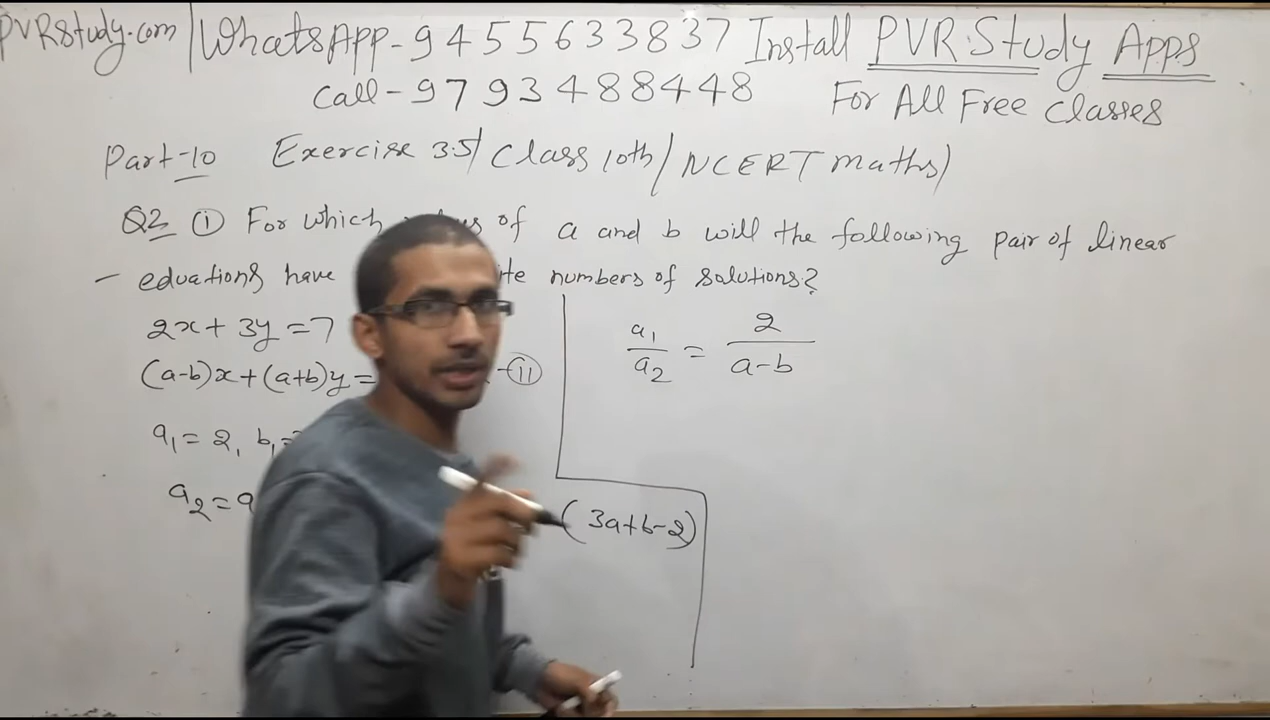 PVRStudy.com | WhatsApp-9455633837 Install PVR Study Apps
Call-9793488448 For All Free Classes
Part-10 Exercise 3.5/ Class 10th/ NCERT Maths)
Q2 (i) For which of a and b will the following pair of linear
- eduations have numbers of solutions?
2x + 3y = 7
(a-b)x + (a+b)y = - (11)
a₁ = 2, b₁ =
a₂ = a
(3a+b-2)
a₁/a₂ = 2/(a-b)